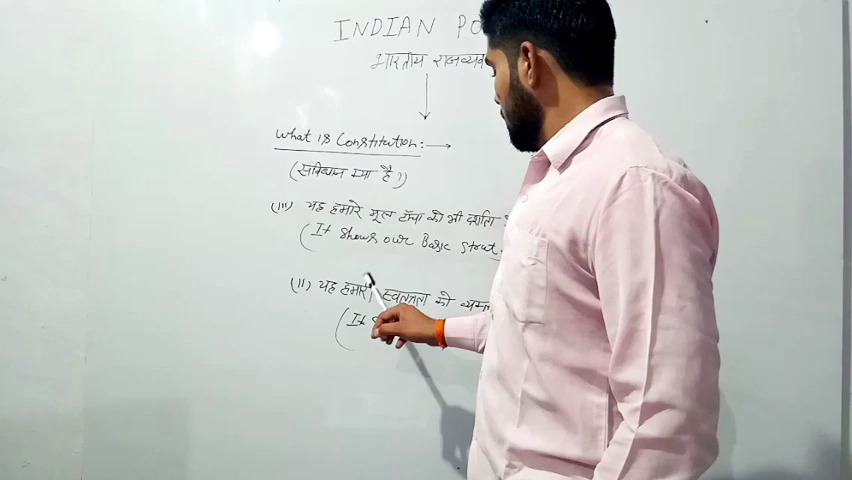 INDIAN PO
भारतीय राजव्यव
What is Constitution:→
(संविधान क्या है?)
(III) यह हमारे मूल ढाँचा को भी दर्शाता
(It shows our Basic Struct
(II) यह हमारी स्वतंत्रता को
(It